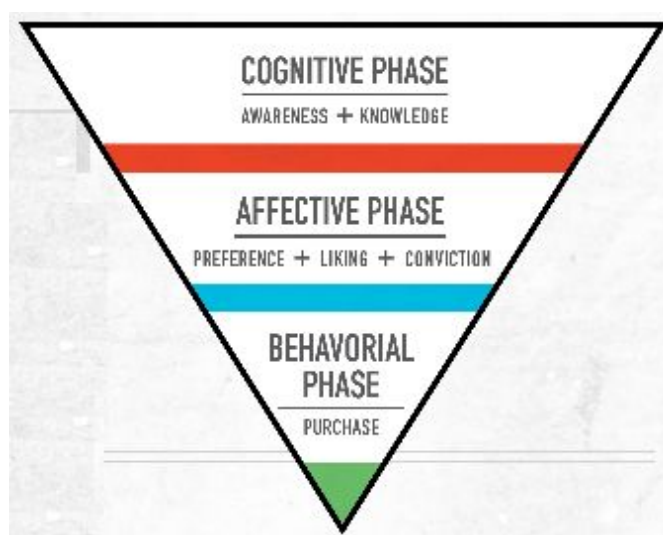 COGNITIVE PHASE
AWARENESS + KNOWLEDGE
AFFECTIVE PHASE
PREFERENCE + LIKING + CONVICTION
BEHAVORIAL
PHASE
PURCHASE